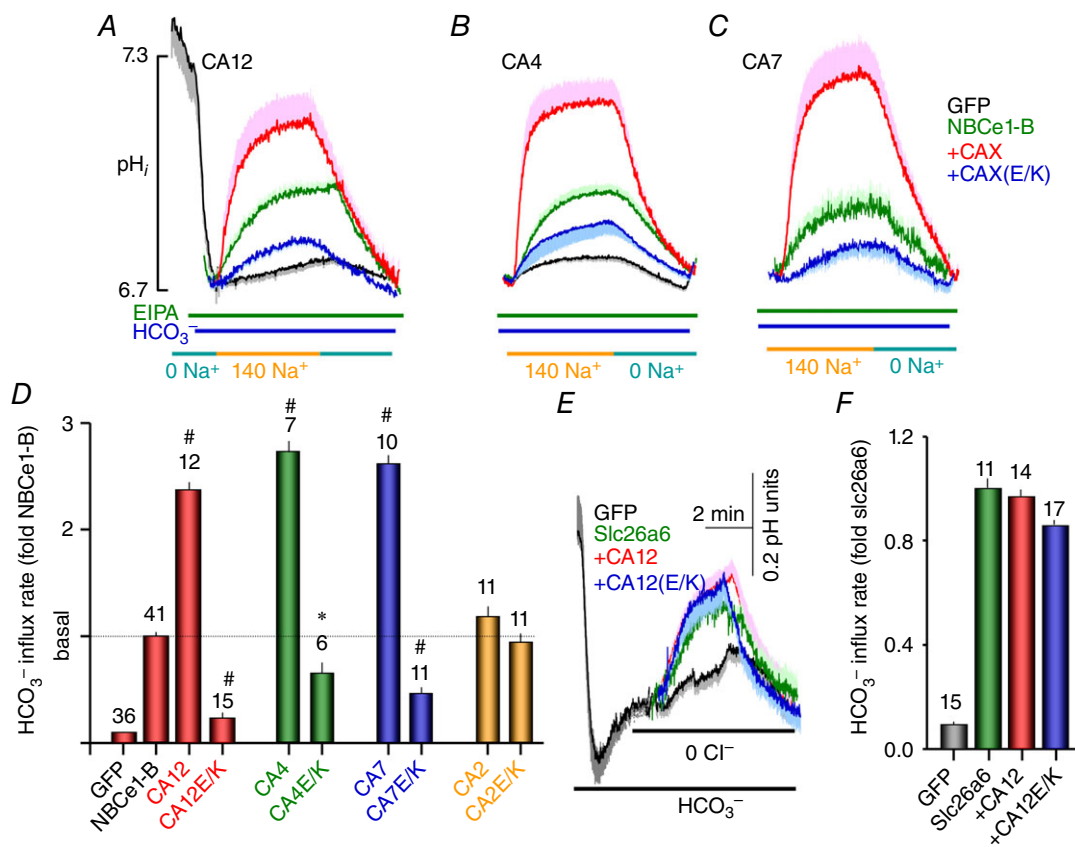 A
B
C
7.3
CA12
CA4
CA7
GFP
NBCe1-B
+CAX
+CAX(E/K)
pHi
6.7
EIPA
HCO3−
0 Na+ 140 Na+
140 Na+ 0 Na+
140 Na+ 0 Na+
D
HCO3− influx rate (fold NBCe1-B)
basal
3
2
36
41
#
12
#
15
#
7
*
6
10
#
11
11
11
GFP
NBCe1-B
CA12
CA12E/K
CA4
CA4E/K
CA7
CA7E/K
CA2
CA2E/K
E
GFP
Slc26a6
+CA12
+CA12(E/K)
2 min
0.2 pH units
0 Cl−
HCO3−
F
HCO3− influx rate (fold slc26a6)
1.2
0.8
0.4
0.0
15
11
14
17
GFP
Slc26a6
+CA12
+CA12E/K